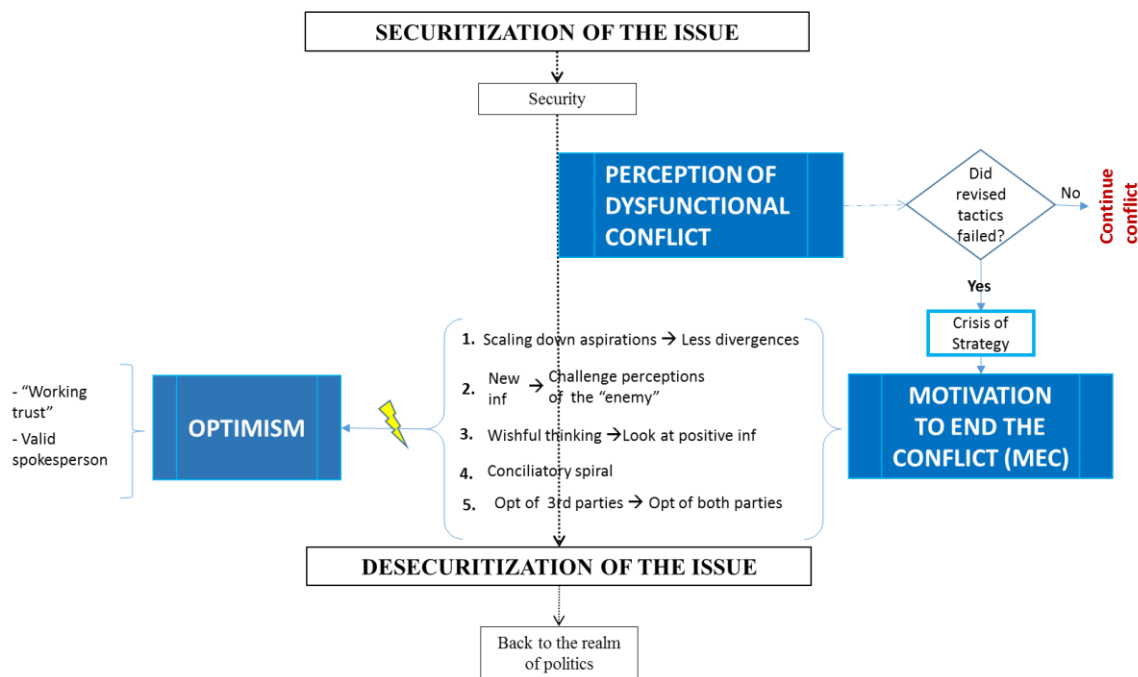 SECURITIZATION OF THE ISSUE
Security
PERCEPTION OF
DYSFUNCTIONAL
CONFLICT
Did
revised
tactics
failed?
No
Continue
conflict
Yes
Crisis of
Strategy
MOTIVATION
TO END THE
CONFLICT (MEC)
1. Scaling down aspirations → Less divergences
2. New inf → Challenge perceptions
of the “enemy”
3. Wishful thinking → Look at positive inf
4. Conciliatory spiral
5. Opt of 3rd parties → Opt of both parties
OPTIMISM
- “Working
trust”
- Valid
spokesperson
DESECURITIZATION OF THE ISSUE
Back to the realm
of politics